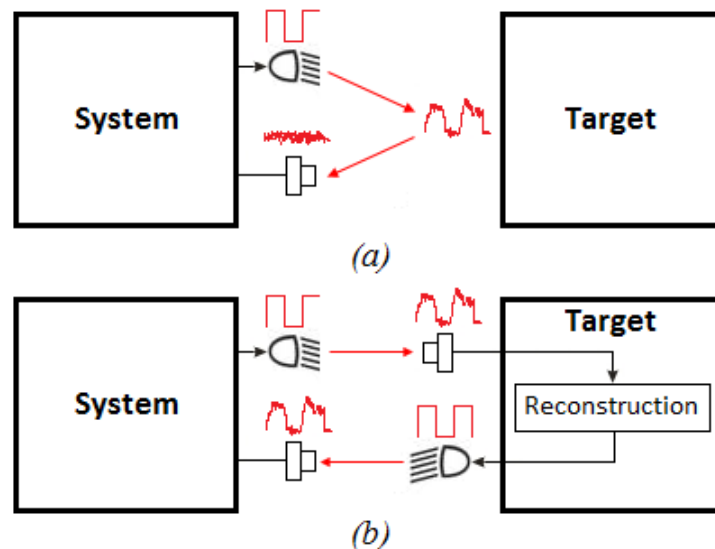 System
Target
(a)
Target
System
Reconstruction
(b)